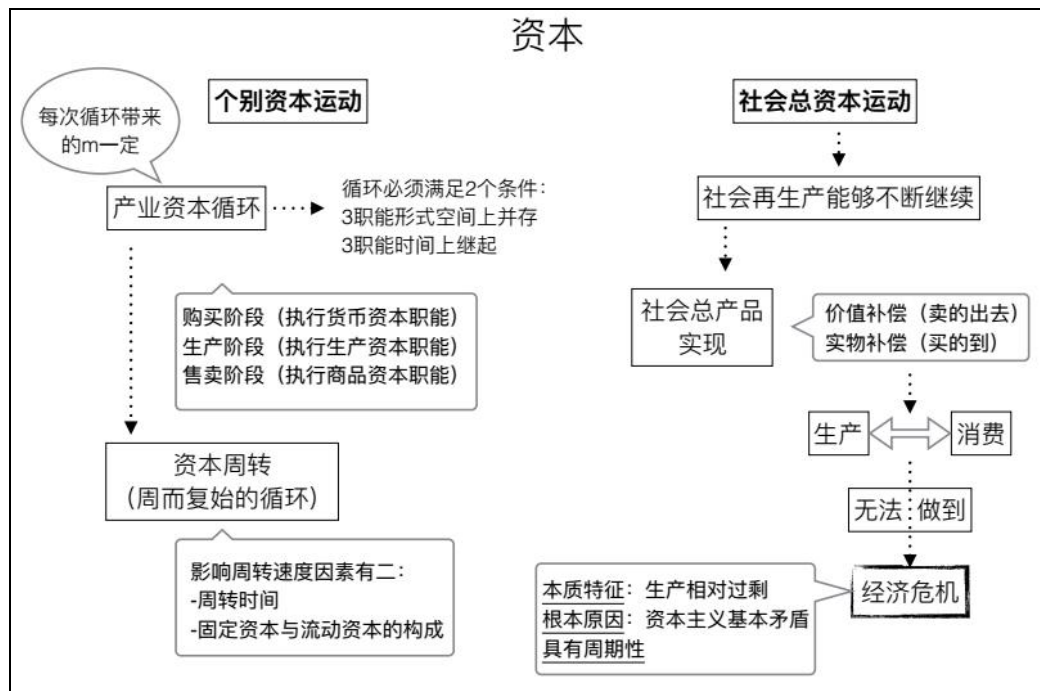 资本
个别资本运动
每次循环带来
的m一定
产业资本循环
循环必须满足2个条件：
3职能形式空间上并存
3职能时间上继起
购买阶段（执行货币资本职能）
生产阶段（执行生产资本职能）
售卖阶段（执行商品资本职能）
资本周转
（周而复始的循环）
影响周转速度因素有二：
-周转时间
-固定资本与流动资本的构成
社会总资本运动
社会再生产能够不断继续
社会总产品
实现
价值补偿（卖的出去）
实物补偿（买的到）
生产 消费
无法 做到
经济危机
本质特征：生产相对过剩
根本原因：资本主义基本矛盾
具有周期性